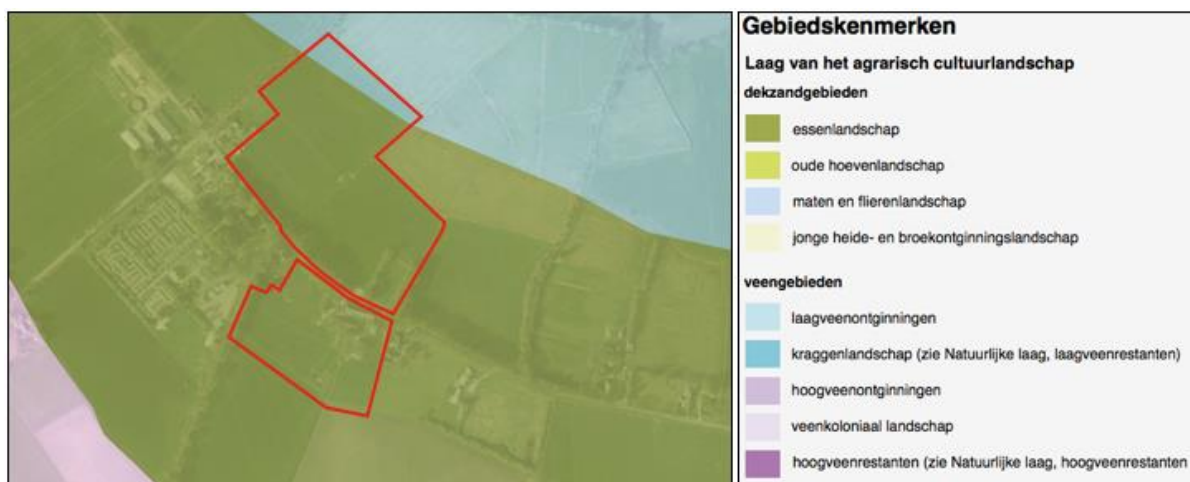 Gebiedskenmerken
Laag van het agrarisch cultuurlandschap
dekzandgebieden
essenlandschap
oude hoevenlandschap
maten en flierenlandschap
jonge heide- en broekontginningslandschap
veengebieden
laagveenontginningen
kraggenlandschap (zie Natuurlijke laag, laagveenrestanten)
hoogveenontginningen
veenkoloniaal landschap
hoogveenrestanten (zie Natuurlijke laag, hoogveenrestanten